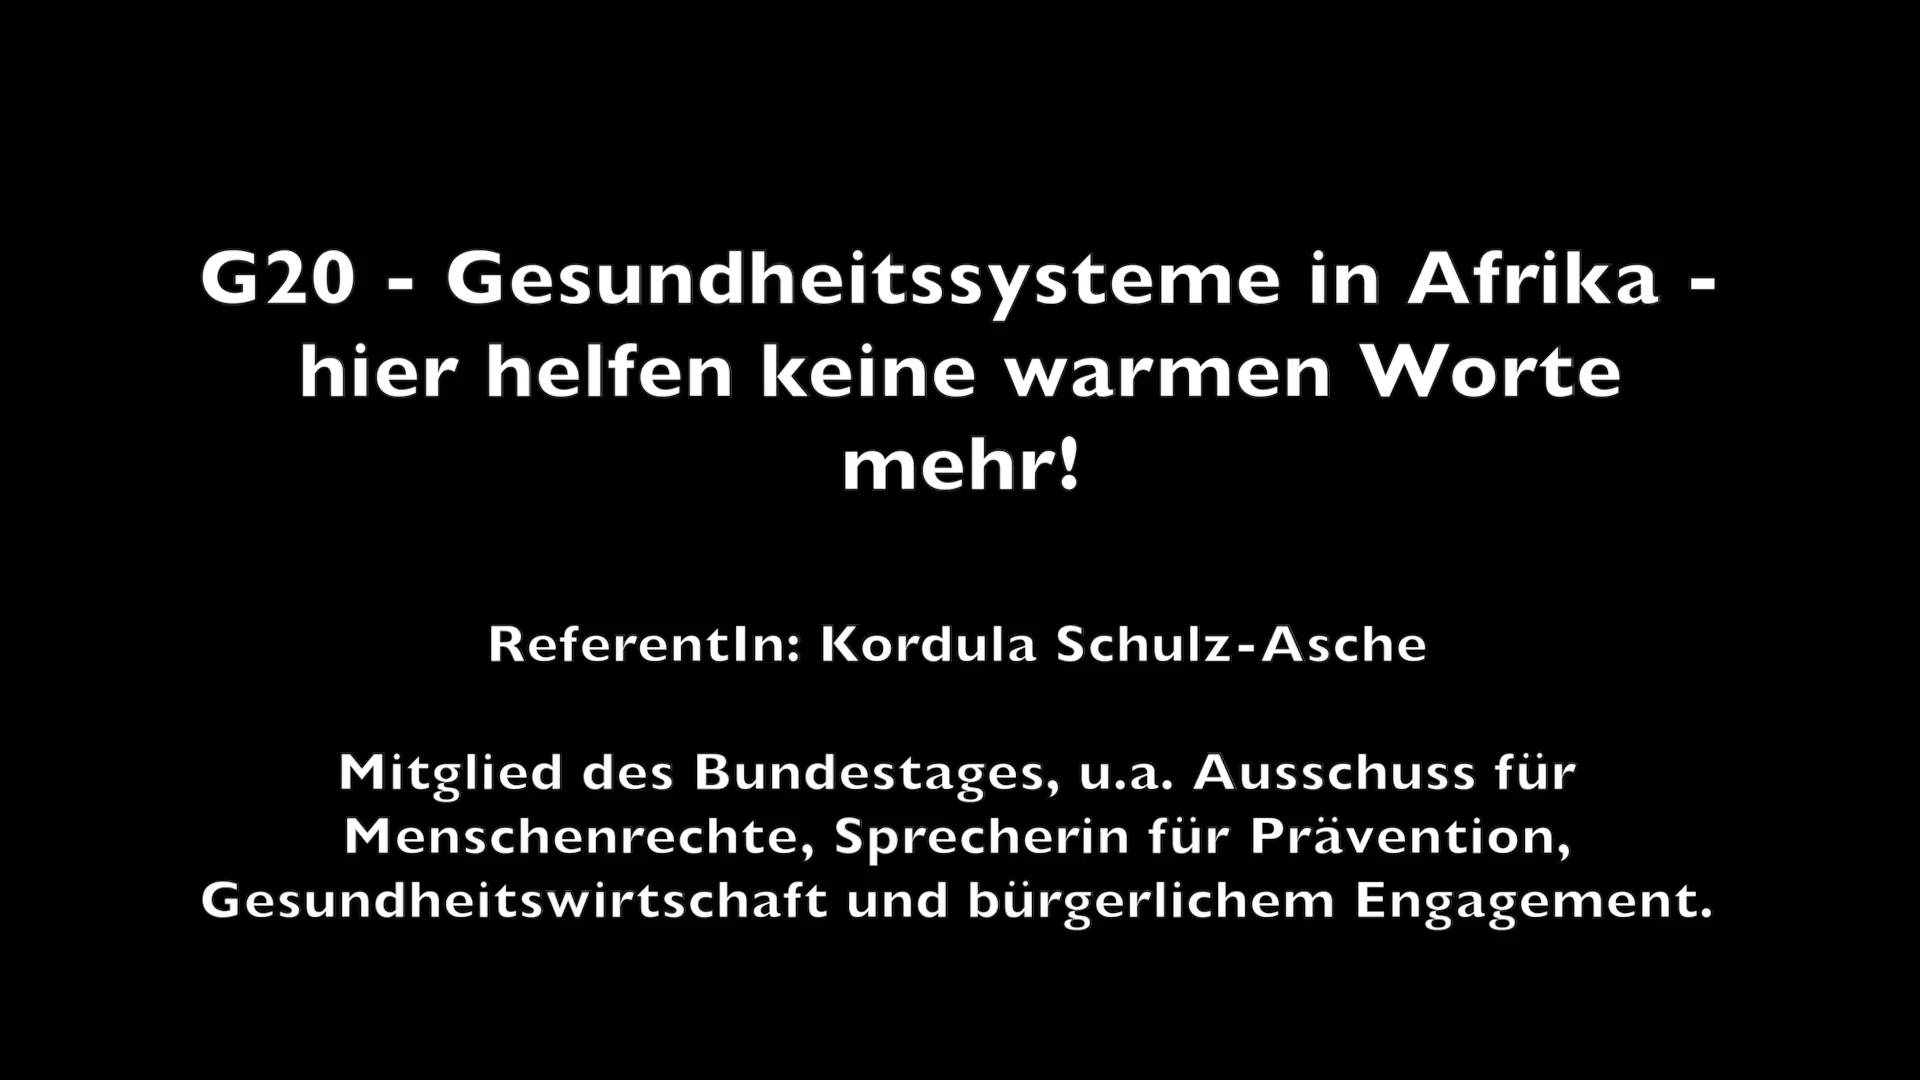 G20 - Gesundheitssysteme in Afrika -
hier helfen keine warmen Worte
mehr!
ReferentIn: Kordula Schulz-Asche
Mitglied des Bundestages, u.a. Ausschuss für
Menschenrechte, Sprecherin für Prävention,
Gesundheitswirtschaft und bürgerlichem Engagement.